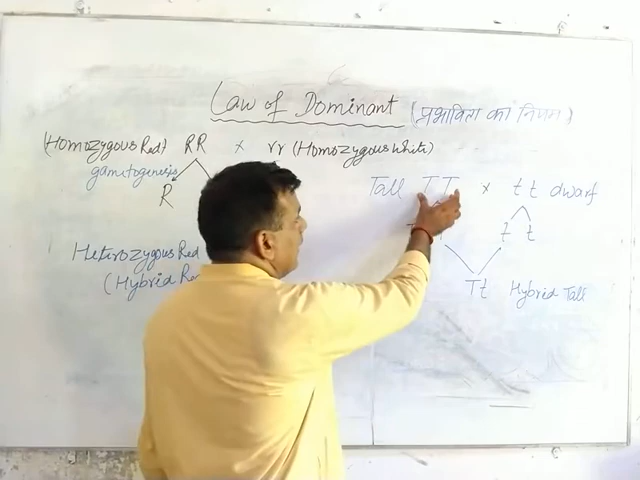 Law of Dominant (प्रभाविता का नियम)
(Homozygous Red) RR x rr (Homozygous white)
gametogenesis
R
Tall TT x tt dwarf
t t
Heterozygous Red
(Hybrid Re
Tt Hybrid Tall